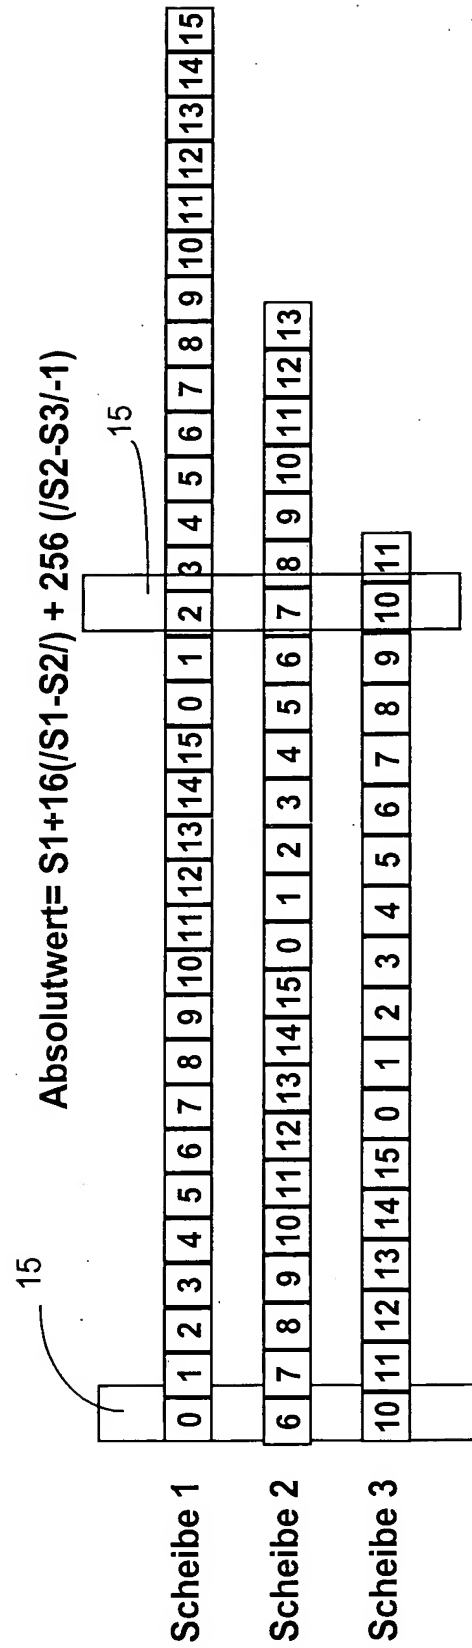 Absolutwert= S1+16(/S1-S2/) + 256 (/S2-S3/-1)
15
15
Scheibe 1 0 1 2 3 4 5 6 7 8 9 10 11 12 13 14 15 0 1 2 3 4 5 6 7 8 9 10 11 12 13 14 15
Scheibe 2 6 7 8 9 10 11 12 13 14 15 0 1 2 3 4 5 6 7 8 9 10 11 12 13
Scheibe 3 10 11 12 13 14 15 0 1 2 3 4 5 6 7 8 9 10 11